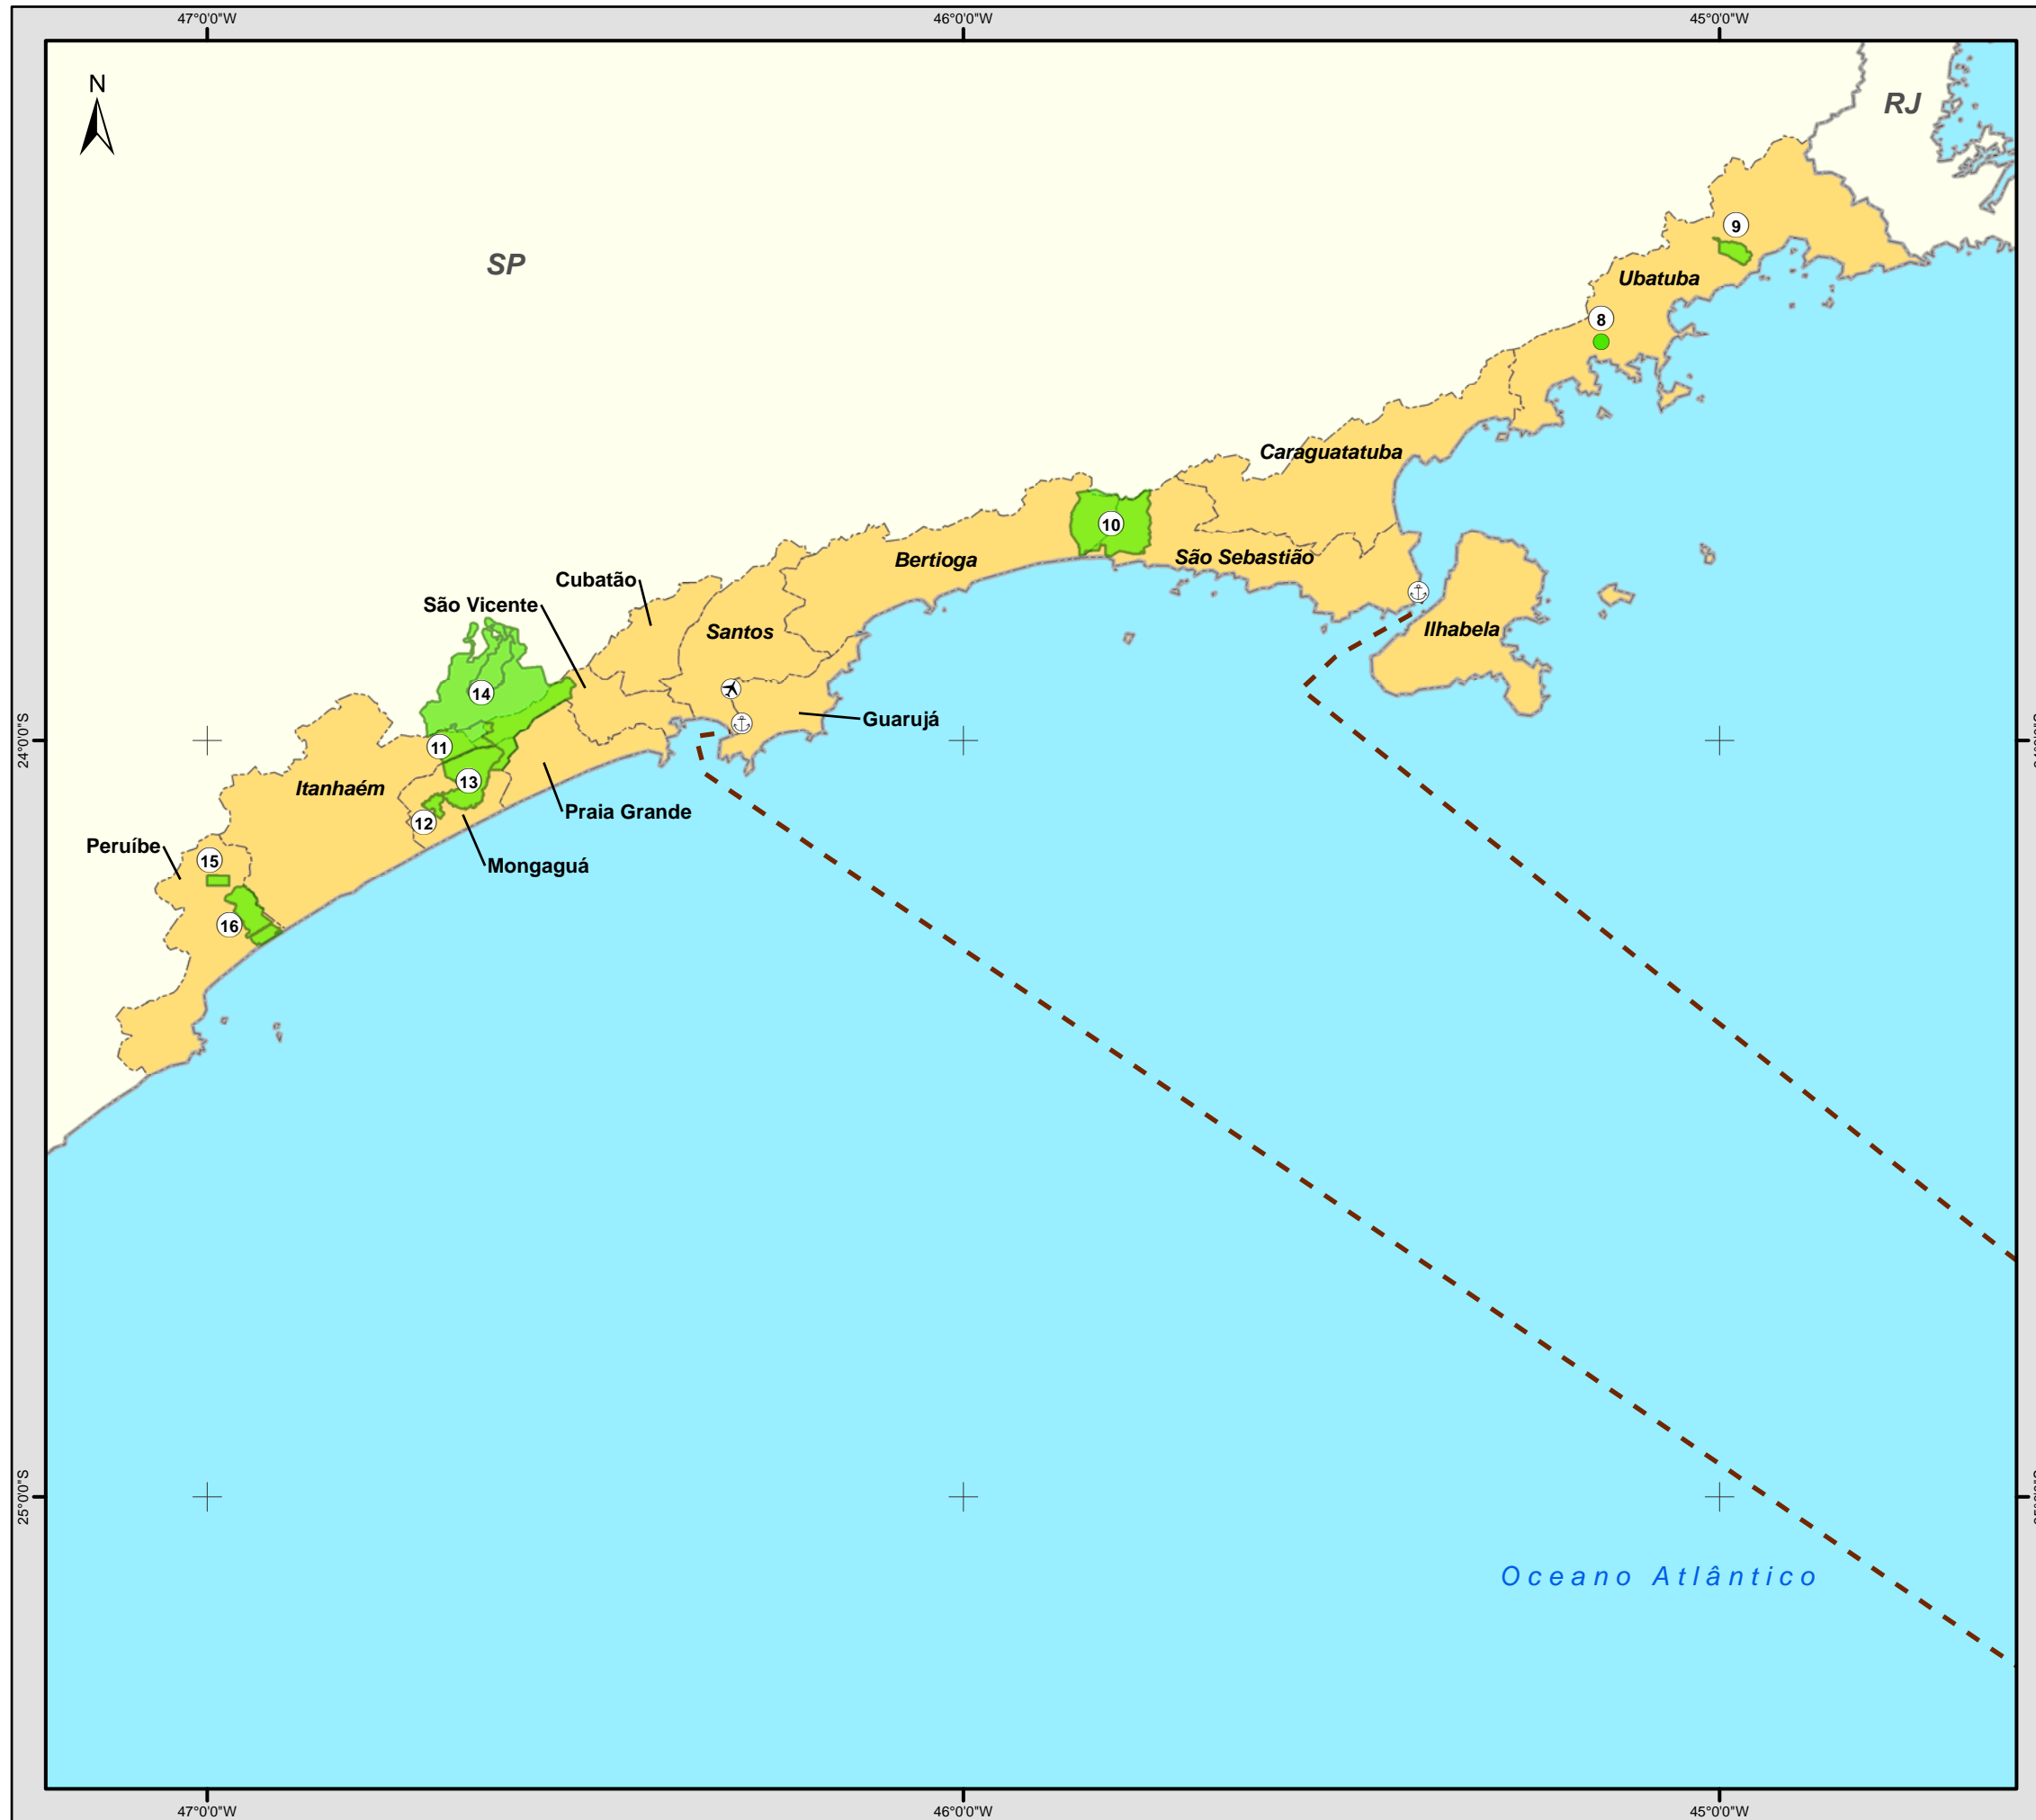 47°0'0"W
46°0'0"W
45°0'0"W
N
RJ
SP
9
Ubatuba
8
Caraguatatuba
10
Bertioga
São Sebastião
Cubatão
São Vicente
Santos
Ilhabela
14
Guarujá
24°0'0"S
11
13
Itanhaém
Praia Grande
12
Peruíbe
15
Mongaguá
16
25°0'0"S
Oceano Atlântico
47°0'0"W
46°0'0"W
45°0'0"W